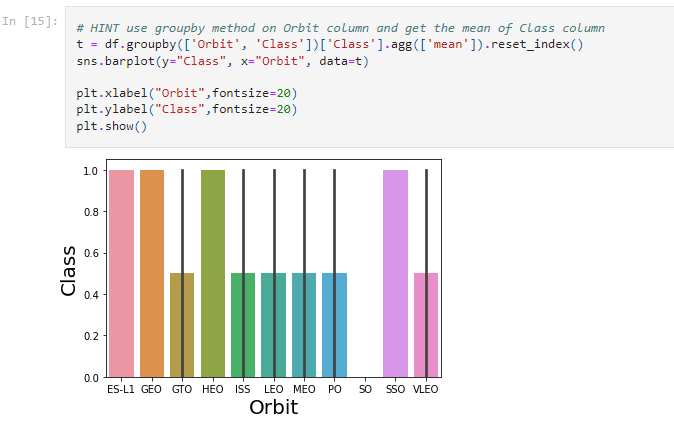 In [15]:
# HINT use groupby method on Orbit column and get the mean of Class column
t = df.groupby(['Orbit', 'Class'])['Class'].agg(['mean']).reset_index()
sns.barplot(y="Class", x="Orbit", data=t)
plt.xlabel("Orbit",fontsize=20)
plt.ylabel("Class",fontsize=20)
plt.show()
1.0
0.8
0.6
0.4
0.2
0.0
Class
ES-L1 GEO GTO HEO ISS LEO MEO PO SO SSO VLEO
Orbit